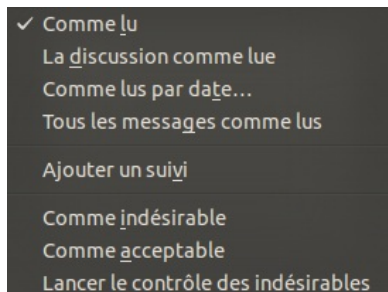 Comme lu
La discussion comme lue
Comme lus par date...
Tous les messages comme lus
Ajouter un suivi
Comme indésirable
Comme acceptable
Lancer le contrôle des indésirables